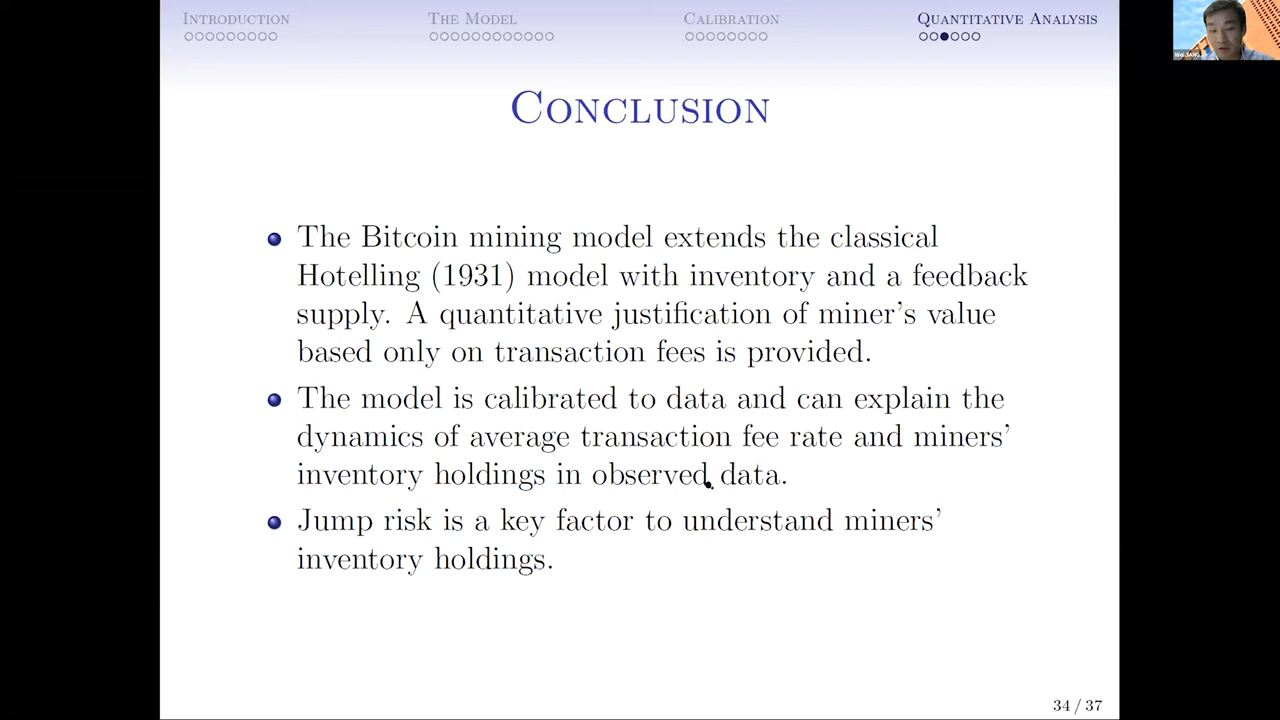 INTRODUCTION
THE MODEL
CALIBRATION
QUANTITATIVE ANALYSIS
CONCLUSION
The Bitcoin mining model extends the classical
Hotelling (1931) model with inventory and a feedback
supply. A quantitative justification of miner's value
based only on transaction fees is provided.
The model is calibrated to data and can explain the
dynamics of average transaction fee rate and miners'
inventory holdings in observed data.
Jump risk is a key factor to understand miners'
inventory holdings.
34 / 37
Wei JIANG